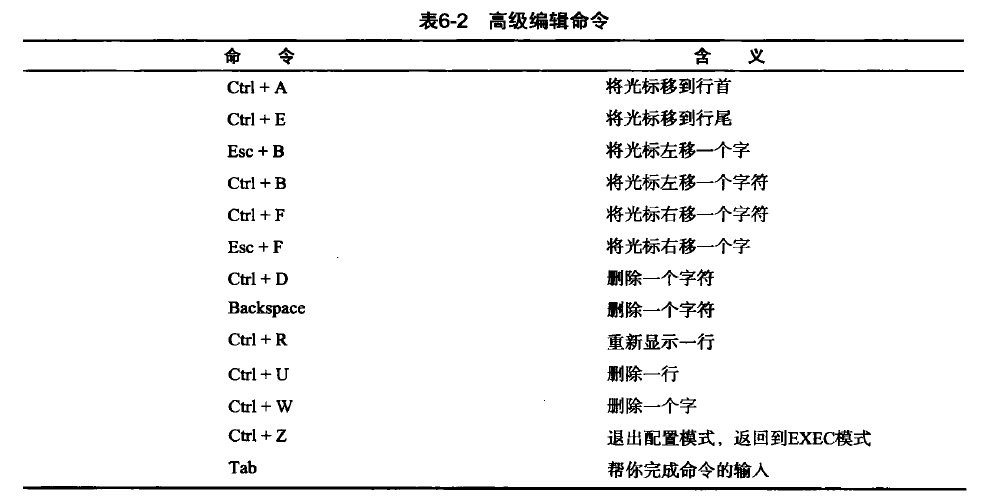 表6-2 高级编辑命令
命 令 含 义
Ctrl + A 将光标移到行首
Ctrl + E 将光标移到行尾
Esc + B 将光标左移一个字
Ctrl + B 将光标左移一个字符
Ctrl + F 将光标右移一个字符
Esc + F 将光标右移一个字
Ctrl + D 删除一个字符
Backspace 删除一个字符
Ctrl + R 重新显示一行
Ctrl + U 删除一行
Ctrl + W 删除一个字
Ctrl + Z 退出配置模式，返回到EXEC模式
Tab 帮你完成命令的输入